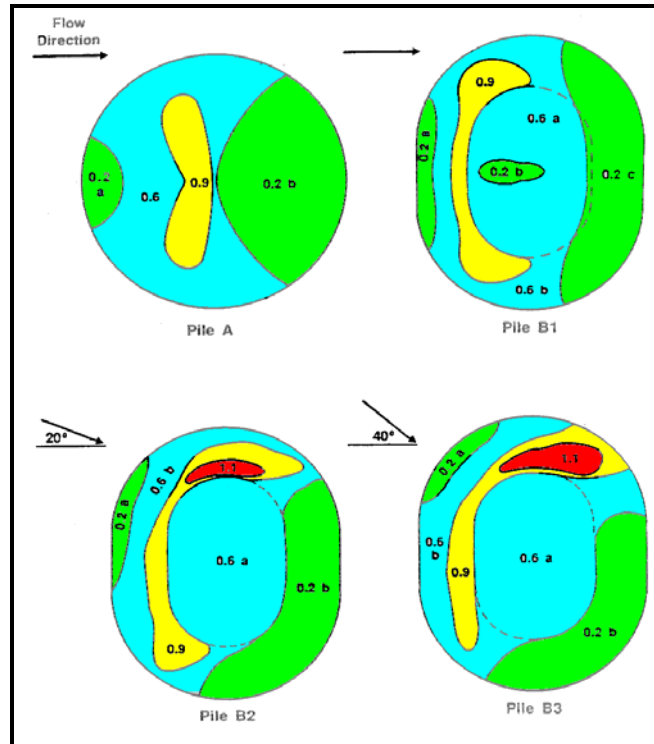 Flow
Direction
0.2
a
0.6
0.9
0.2 b
Pile A
0.9
0.6 a
0.2 a
0.2 b
0.2 c
0.6 b
Pile B1
20°
0.2 a
0.6 b
1.1
0.6 a
0.2 b
0.9
Pile B2
40°
0.2 a
1.1
0.6
b
0.6 a
0.9
0.2 b
Pile B3